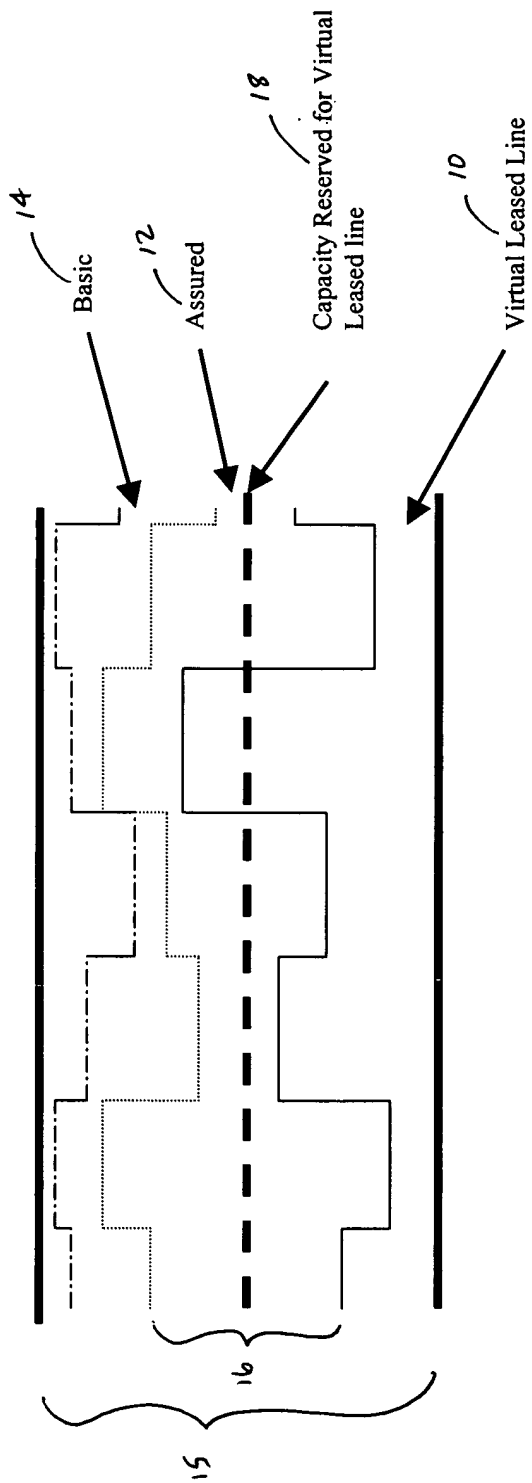 14
Basic
12
Assured
18
Capacity Reserved for Virtual
Leased line
10
Virtual Leased Line
15
16